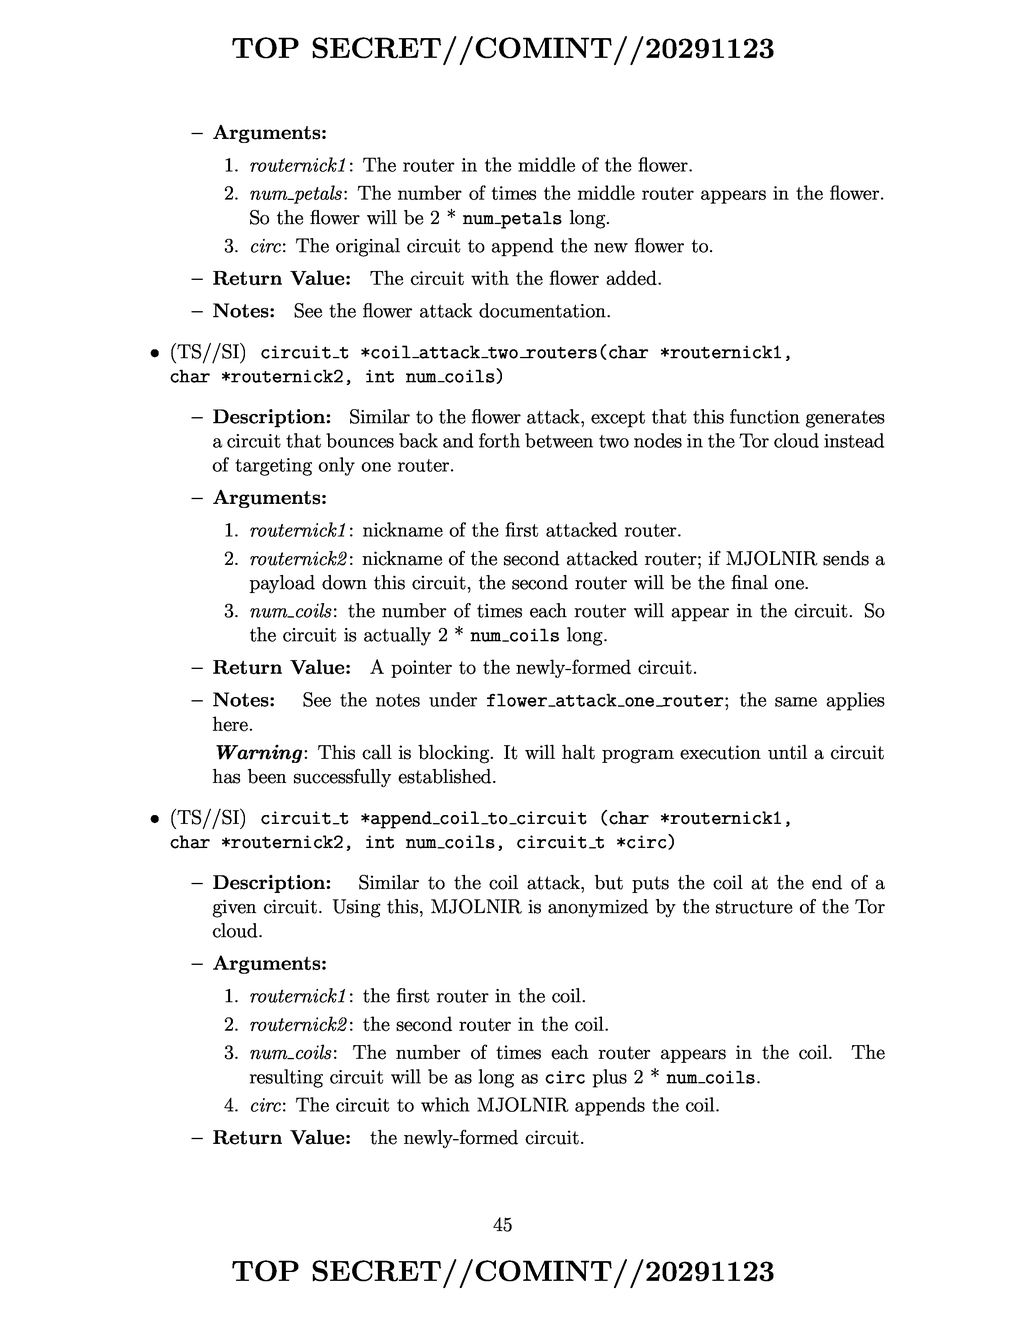 TOP SECRET//COMINT//20291123
– Arguments:
1. routernick1: The router in the middle of the flower.
2. num_petals: The number of times the middle router appears in the flower.
So the flower will be 2 * num_petals long.
3. circ: The original circuit to append the new flower to.
– Return Value: The circuit with the flower added.
– Notes: See the flower attack documentation.
• (TS//SI) circuit_t *coil_attack_two_routers(char *routernick1,
char *routernick2, int num_coils)
– Description: Similar to the flower attack, except that this function generates
a circuit that bounces back and forth between two nodes in the Tor cloud instead
of targeting only one router.
– Arguments:
1. routernick1: nickname of the first attacked router.
2. routernick2: nickname of the second attacked router; if MJOLNIR sends a
payload down this circuit, the second router will be the final one.
3. num_coils: the number of times each router will appear in the circuit. So
the circuit is actually 2 * num_coils long.
– Return Value: A pointer to the newly-formed circuit.
– Notes: See the notes under flower_attack_one_router; the same applies
here.
Warning: This call is blocking. It will halt program execution until a circuit
has been successfully established.
• (TS//SI) circuit_t *append_coil_to_circuit (char *routernick1,
char *routernick2, int num_coils, circuit_t *circ)
– Description: Similar to the coil attack, but puts the coil at the end of a
given circuit. Using this, MJOLNIR is anonymized by the structure of the Tor
cloud.
– Arguments:
1. routernick1: the first router in the coil.
2. routernick2: the second router in the coil.
3. num_coils: The number of times each router appears in the coil. The
resulting circuit will be as long as circ plus 2 * num_coils.
4. circ: The circuit to which MJOLNIR appends the coil.
– Return Value: the newly-formed circuit.
45
TOP SECRET//COMINT//20291123